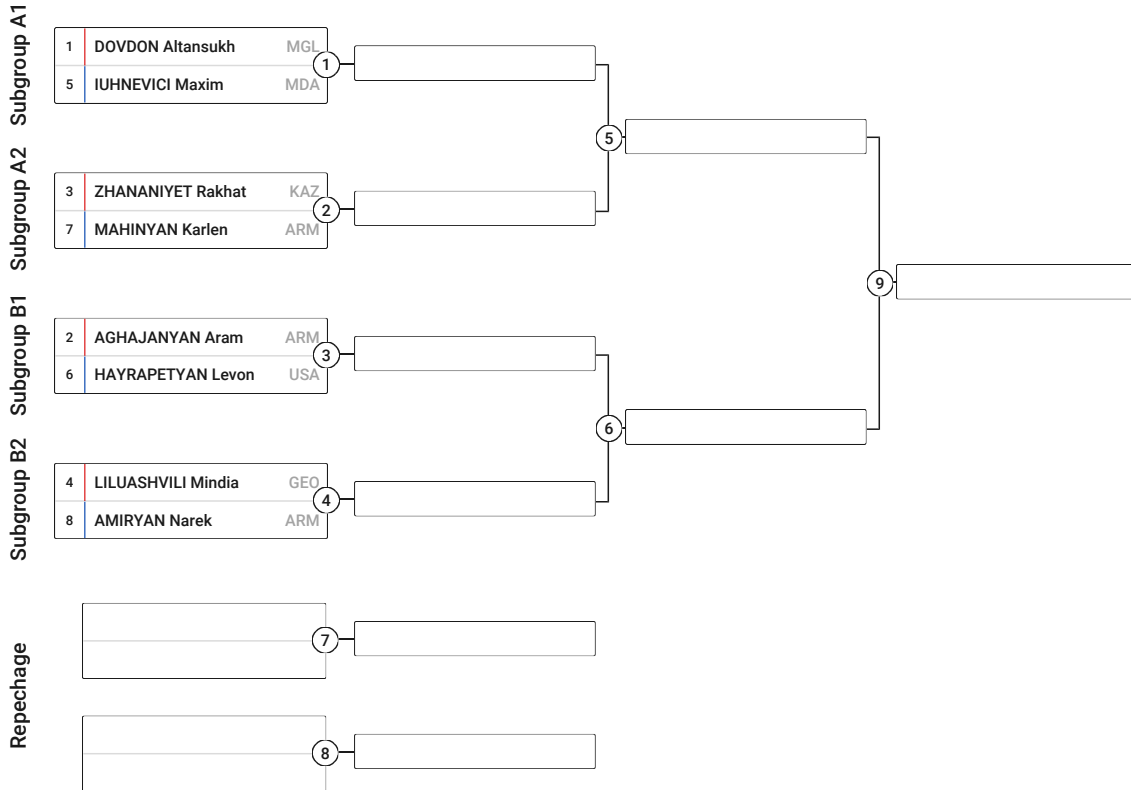 Subgroup A1
1 DOVDON Altansukh MGL
5 IUHNEVICI Maxim MDA
1
Subgroup A2
3 ZHANANIYET Rakhat KAZ
7 MAHINYAN Karlen ARM
2
5
Subgroup B1
2 AGHAJANYAN Aram ARM
6 HAYRAPETYAN Levon USA
3
Subgroup B2
4 LILUASHVILI Mindia GEO
8 AMIRYAN Narek ARM
4
6
9
Repechage
7
8